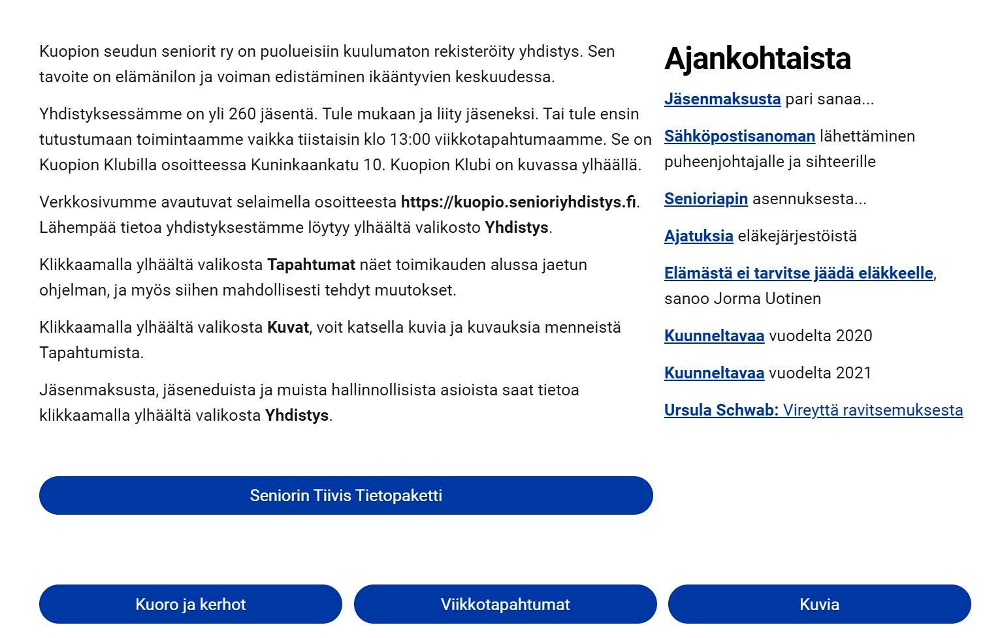 Kuopion seudun seniorit ry on puolueisiin kuulumaton rekisteröity yhdistys. Sen
tavoite on elämänilon ja voiman edistäminen ikääntyvien keskuudessa.
Yhdistyksessämme on yli 260 jäsentä. Tule mukaan ja liity jäseneksi. Tai tule ensin
tutustumaan toimintaamme vaikka tiistaisin klo 13:00 viikkotapahtumaamme. Se on
Kuopion Klubilla osoitteessa Kuninkaankatu 10. Kuopion Klubi on kuvassa ylhäällä.
Verkkosivumme avautuvat selaimella osoitteesta https://kuopio.senioriyhdistys.fi.
Lähempää tietoa yhdistyksestämme löytyy ylhäältä valikosto Yhdistys.
Klikkaamalla ylhäältä valikosta Tapahtumat näet toimikauden alussa jaetun
ohjelman, ja myös siihen mahdollisesti tehdyt muutokset.
Klikkaamalla ylhäältä valikosta Kuvat, voit katsella kuvia ja kuvauksia menneistä
Tapahtumista.
Jäsenmaksusta, jäseneduista ja muista hallinnollisista asioista saat tietoa
klikkaamalla ylhäältä valikosta Yhdistys.
Ajankohtaista
Jäsenmaksusta pari sanaa...
Sähköpostisanoman lähettäminen
puheenjohtajalle ja sihteerille
Senioriapin asennuksesta...
Ajatuksia eläkejärjestöistä
Elämästä ei tarvitse jäädä eläkkeelle,
sanoo Jorma Uotinen
Kuunneltavaa vuodelta 2020
Kuunneltavaa vuodelta 2021
Ursula Schwab: Vireyttä ravitsemuksesta
Seniorin Tiivis Tietopaketti
Kuoro ja kerhot
Viikkotapahtumat
Kuvia